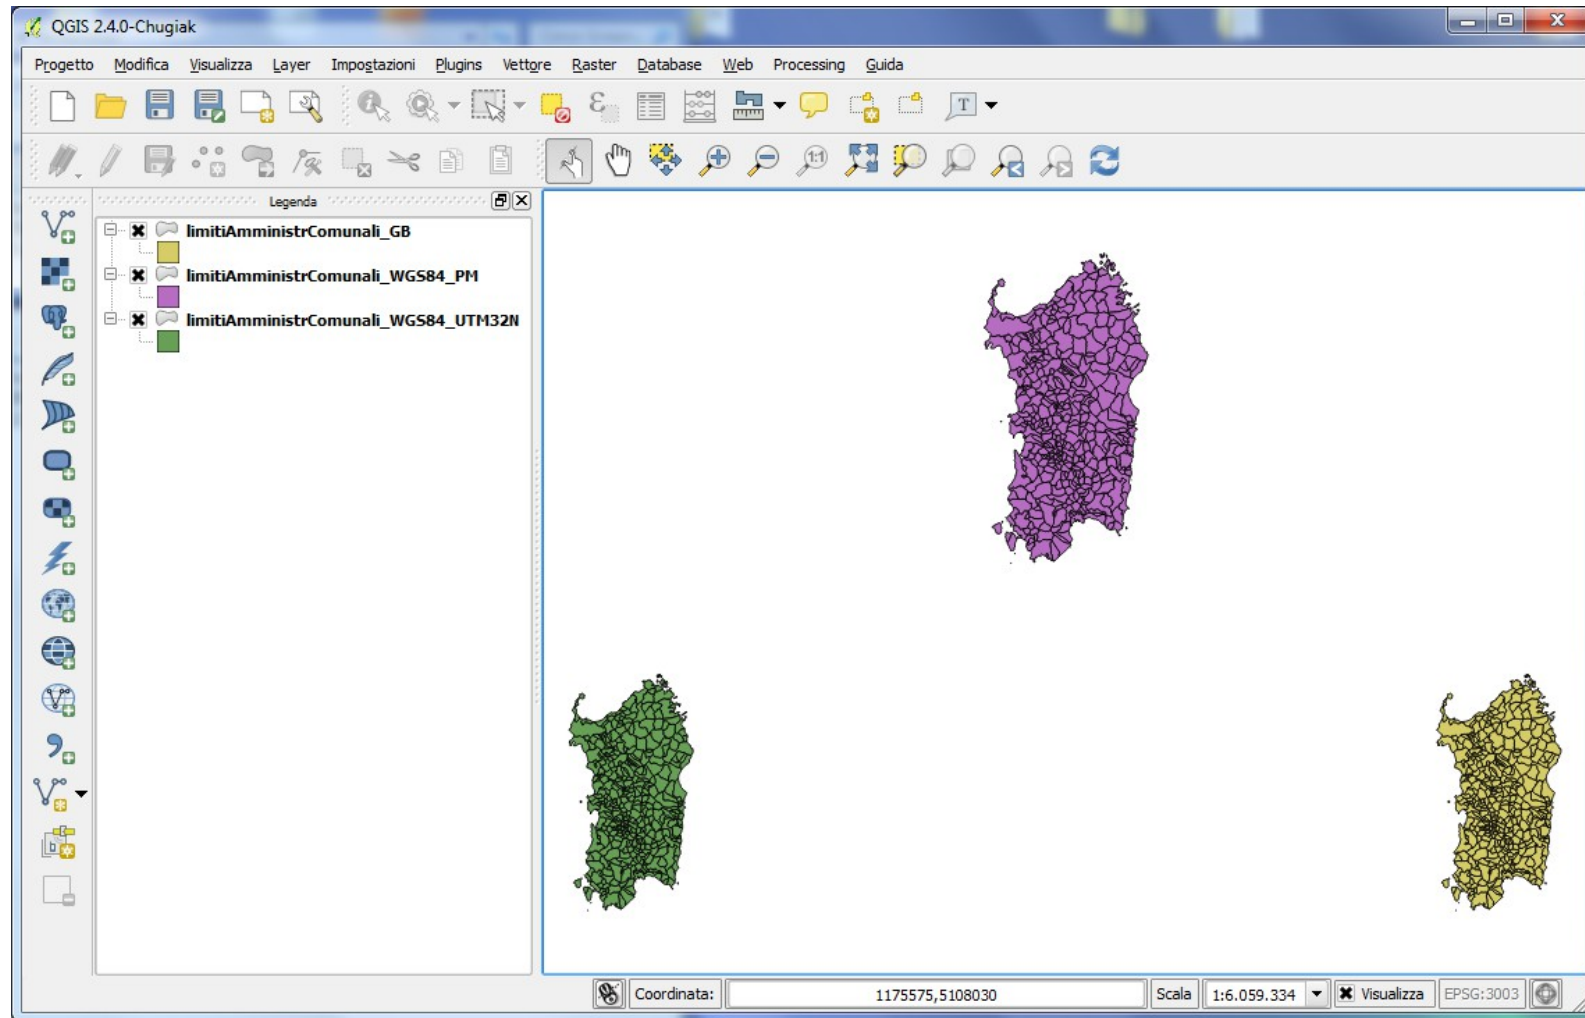 QGIS 2.4.0-Chugiak
Progetto Modifica Visualizza Layer Impostazioni Plugins Vettore Raster Database Web Processing Guida
Legenda
limitiAmministrComunali_GB
limitiAmministrComunali_WGS84_PM
limitiAmministrComunali_WGS84_UTM32N
Coordinata: 1175575,5108030 Scala 1:6.059.334 Visualizza EPSG:3003